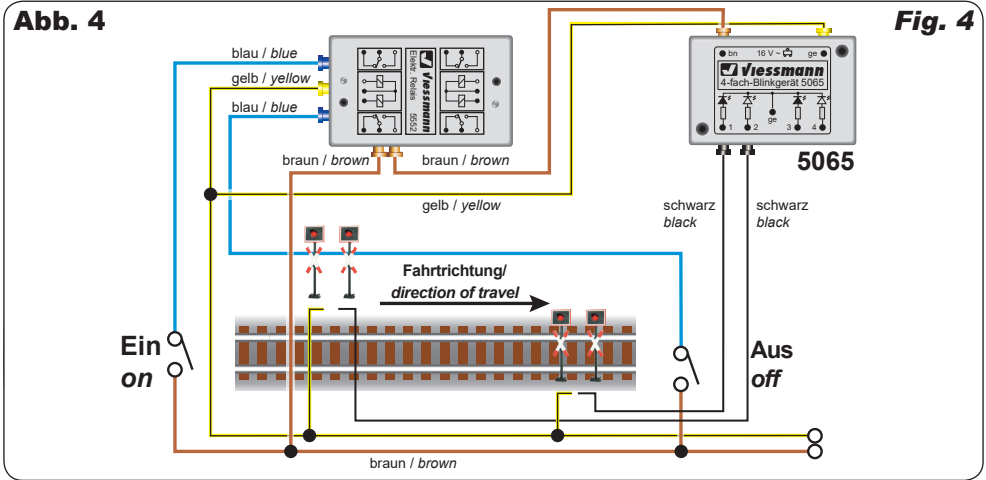 Abb. 4
Fig. 4
blau / blue
gelb / yellow
blau / blue
Viessmann
Elektr. Relais 5552
bn 16 V ~ ge
Viessmann
4-fach-Blinkgerät 5065
ge
1 2 3 4
5065
braun / brown
braun / brown
gelb / yellow
schwarz
black
schwarz
black
Fahrtrichtung/
direction of travel
Ein
on
Aus
off
braun / brown